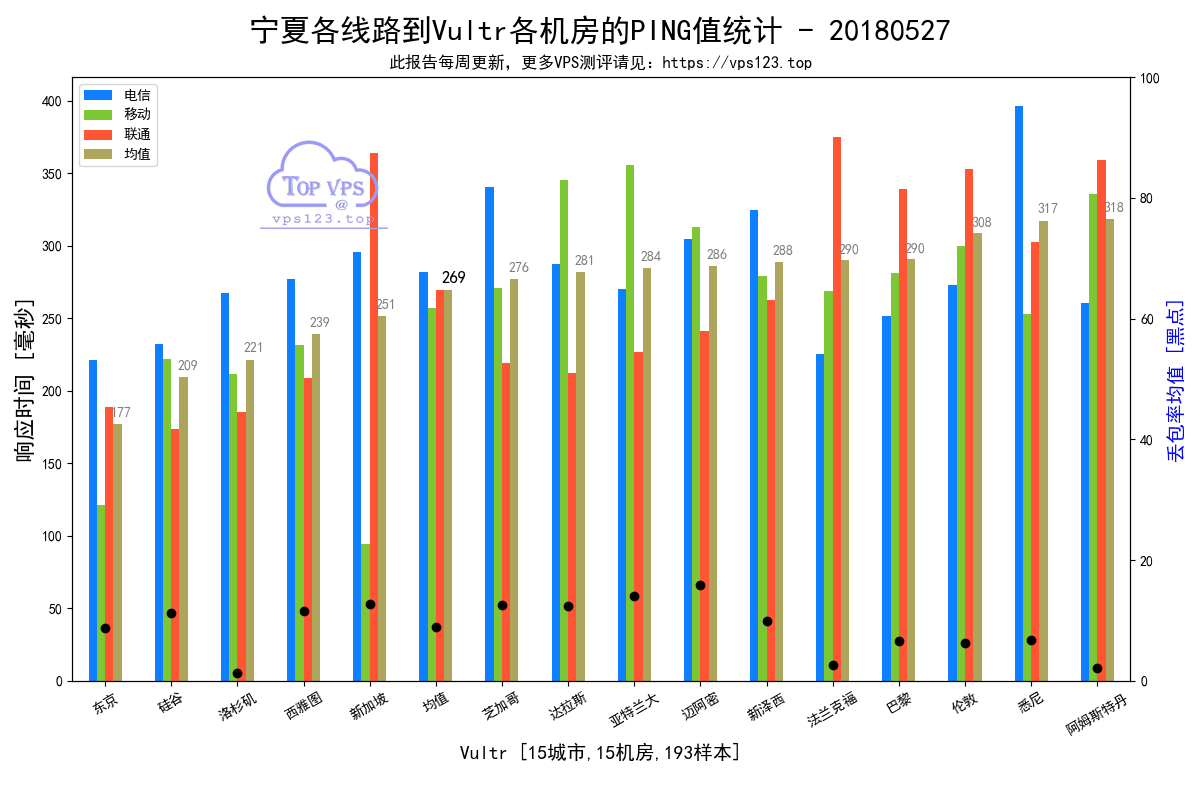 宁夏各线路到Vultr各机房的PING值统计 - 20180527
此报告每周更新，更多VPS测评请见：https://vps123.top
电信
移动
联通
均值
TOP VPS
@
vps123.top
响应时间 [毫秒]
400
350
300
250
200
150
100
50
0
177
209
221
239
251
269
276
281
284
286
288
290
290
308
317
318
100
80
60
40
20
0
丢包率均值 [黑点]
东京
硅谷
洛杉矶
西雅图
新加坡
均值
芝加哥
达拉斯
亚特兰大
迈阿密
新泽西
法兰克福
巴黎
伦敦
悉尼
阿姆斯特丹
Vultr [15城市,15机房,193样本]